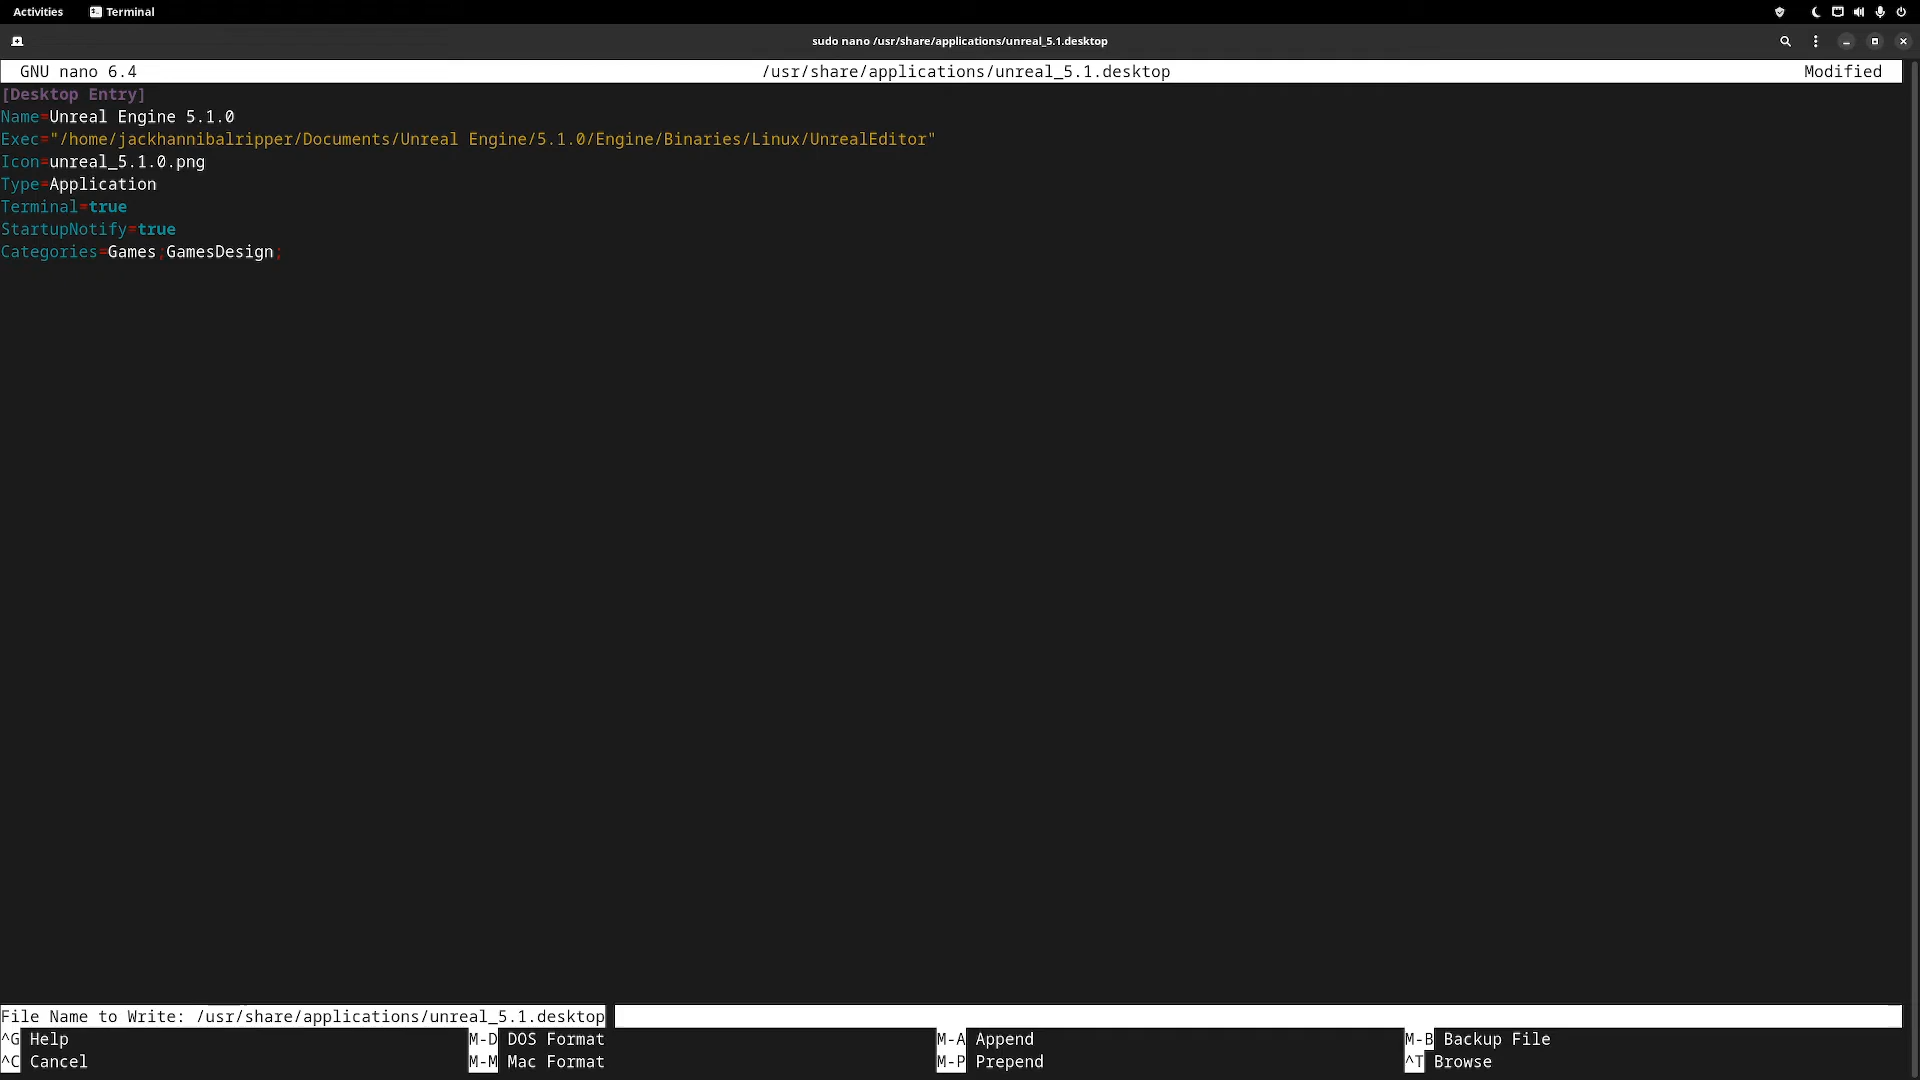 Activities Terminal
sudo nano /usr/share/applications/unreal_5.1.desktop
GNU nano 6.4 /usr/share/applications/unreal_5.1.desktop Modified
[Desktop Entry]
Name=Unreal Engine 5.1.0
Exec="/home/jackhannibalripper/Documents/Unreal Engine/5.1.0/Engine/Binaries/Linux/UnrealEditor"
Icon=unreal_5.1.0.png
Type=Application
Terminal=true
StartupNotify=true
Categories=Games;GamesDesign;
File Name to Write: /usr/share/applications/unreal_5.1.desktop
^G Help M-D DOS Format M-A Append M-B Backup File
^C Cancel M-M Mac Format M-P Prepend ^T Browse